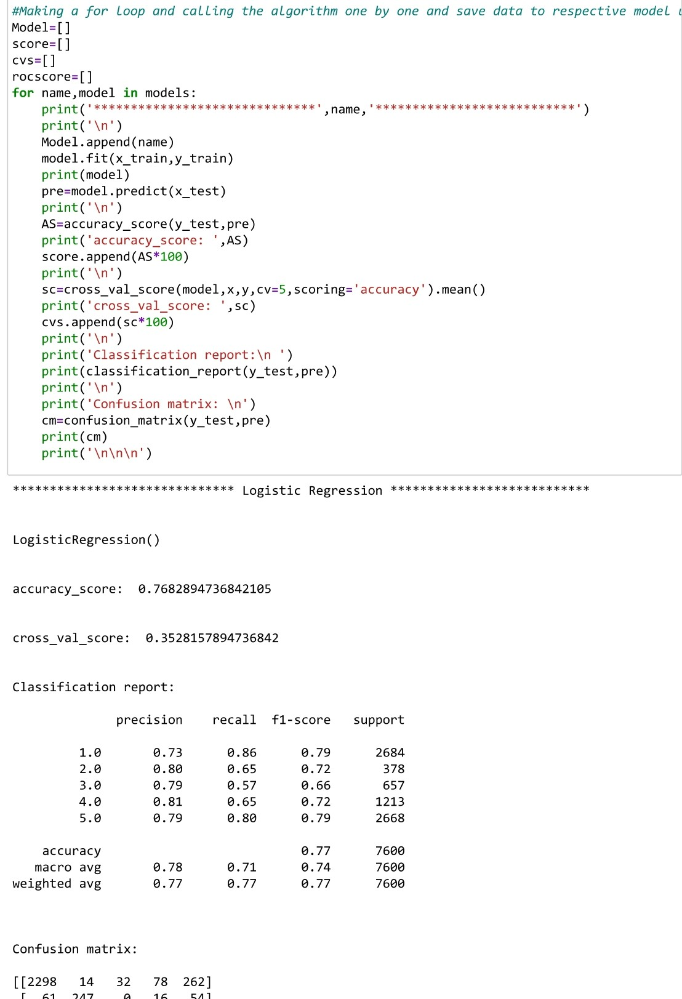 #Making a for loop and calling the algorithm one by one and save data to respective model
Model=[]
score=[]
cvs=[]
rocscore=[]
for name,model in models:
    print('******************************',name,'***************************')
    print('\n')
    Model.append(name)
    model.fit(x_train,y_train)
    print(model)
    pre=model.predict(x_test)
    print('\n')
    AS=accuracy_score(y_test,pre)
    print('accuracy_score: ',AS)
    score.append(AS*100)
    print('\n')
    sc=cross_val_score(model,x,y,cv=5,scoring='accuracy').mean()
    print('cross_val_score: ',sc)
    cvs.append(sc*100)
    print('\n')
    print('Classification report:\n ')
    print(classification_report(y_test,pre))
    print('\n')
    print('Confusion matrix: \n')
    cm=confusion_matrix(y_test,pre)
    print(cm)
    print('\n\n\n')
****************************** Logistic Regression ***************************
LogisticRegression()
accuracy_score:  0.7682894736842105
cross_val_score:  0.3528157894736842
Classification report:
              precision    recall  f1-score   support
         1.0       0.73      0.86      0.79      2684
         2.0       0.80      0.65      0.72       378
         3.0       0.79      0.57      0.66       657
         4.0       0.81      0.65      0.72      1213
         5.0       0.79      0.80      0.79      2668
    accuracy                           0.77      7600
   macro avg       0.78      0.71      0.74      7600
weighted avg       0.77      0.77      0.77      7600
Confusion matrix:
[[2298   14   32   78  262]
 [  61  247    0   16   54]